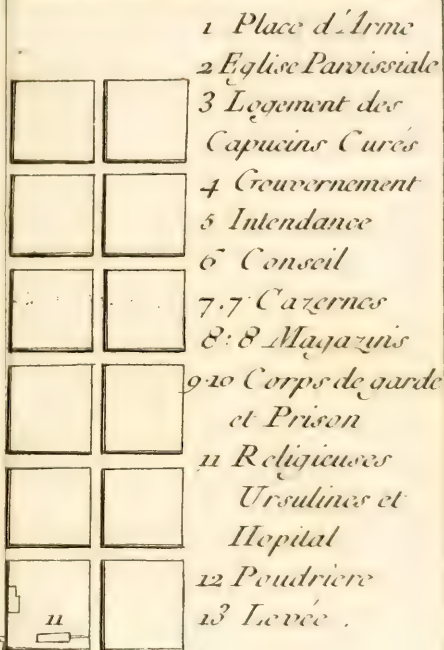 1 Place d'Arme
2 Eglise Paroissiale
3 Logement des
Capucins Curés
4 Gouvernement
5 Intendance
6 Conseil
7.7 Cazernes
8:8 Magazins
9.10 Corps de garde
et Prison
11 Religieuses
Ursulines et
Hopital
12 Poudriere
13 Levée.
11